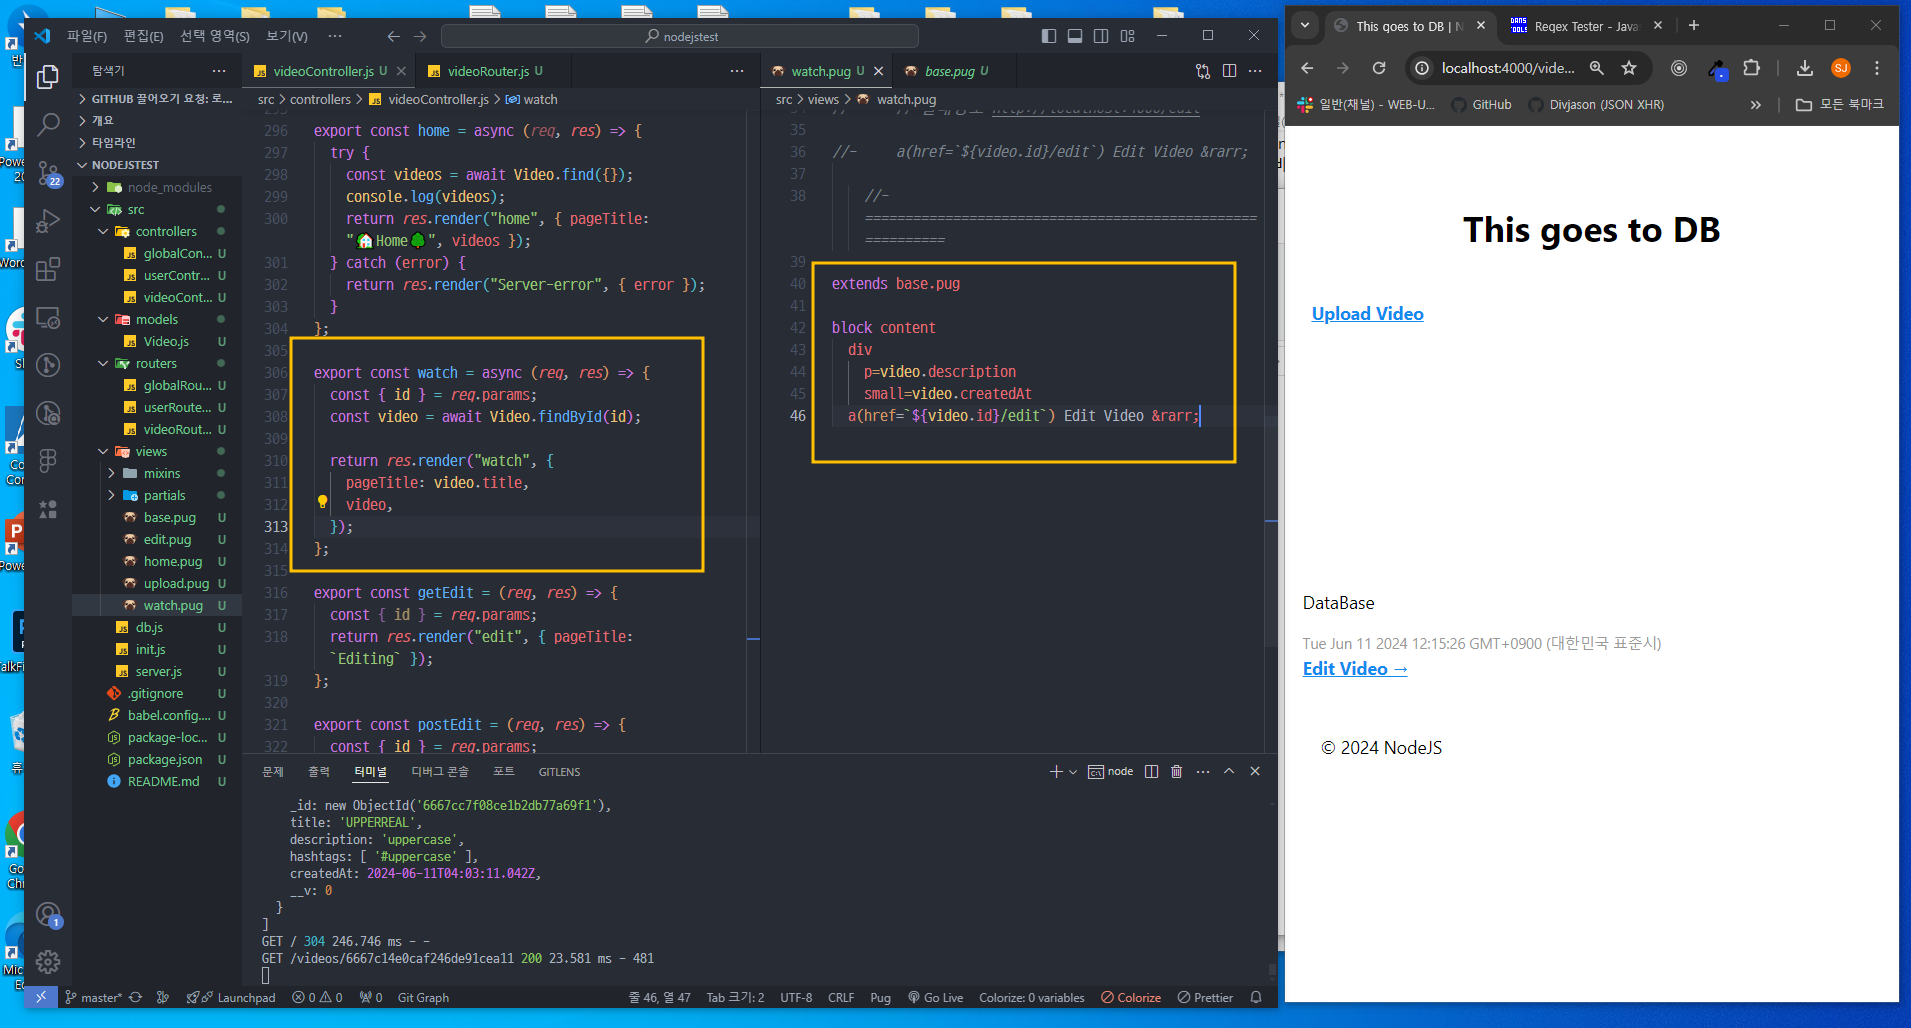 파일(F) 편집(E) 선택 영역(S) 보기(V) ··· nodejstest
탐색기
GITHUB 끌어오기 요청: 로...
개요
타임라인
NODEJSTEST
node_modules
src
controllers
globalCon... U
userContr... U
videoCont... U
models
Video.js U
routers
globalRou... U
userRoute... U
videoRout... U
views
mixins
partials
base.pug U
edit.pug U
home.pug U
upload.pug U
watch.pug U
db.js U
init.js U
server.js U
.gitignore U
babel.config.... U
package-loc... U
package.json U
README.md U
22
1
videoController.js U videoRouter.js U
src > controllers > videoController.js > watch
296 export const home = async (req, res) => {
297 try {
298 const videos = await Video.find({});
299 console.log(videos);
300 return res.render("home", { pageTitle:
"🏠Home🌳", videos });
301 } catch (error) {
302 return res.render("Server-error", { error });
303 }
304 };
305
306 export const watch = async (req, res) => {
307 const { id } = req.params;
308 const video = await Video.findById(id);
309
310 return res.render("watch", {
311 pageTitle: video.title,
312 video,
313 });
314 };
315
316 export const getEdit = (req, res) => {
317 const { id } = req.params;
318 return res.render("edit", { pageTitle:
`Editing` });
319 };
320
321 export const postEdit = (req, res) => {
322 const { id } = req.params;
watch.pug U base.pug U
src > views > watch.pug
35
36 //- a(href=`${video.id}/edit`) Edit Video &rarr;
37
38 //-
=================================================
==========
39
40 extends base.pug
41
42 block content
43 div
44 p=video.description
45 small=video.createdAt
46 a(href=`${video.id}/edit`) Edit Video &rarr;
문제 출력 터미널 디버그 콘솔 포트 GITLENS
node
_id: new ObjectId('6667cc7f08ce1b2db77a69f1'),
title: 'UPPERREAL',
description: 'uppercase',
hashtags: [ '#uppercase' ],
createdAt: 2024-06-11T04:03:11.042Z,
__v: 0
}
]
GET / 304 246.746 ms - -
GET /videos/6667c14e0caf246de91cea11 200 23.581 ms - 481
master* Launchpad 0 0 0 Git Graph 줄 46, 열 47 Tab 크기: 2 UTF-8 CRLF Pug Go Live Colorize: 0 variables Colorize Prettier
This goes to DB | N Regex Tester - Java
localhost:4000/vide... SJ
일반(채널) - WEB-U... GitHub Divjason (JSON XHR) » 모든 북마크
This goes to DB
Upload Video
DataBase
Tue Jun 11 2024 12:15:26 GMT+0900 (대한민국 표준시)
Edit Video →
© 2024 NodeJS